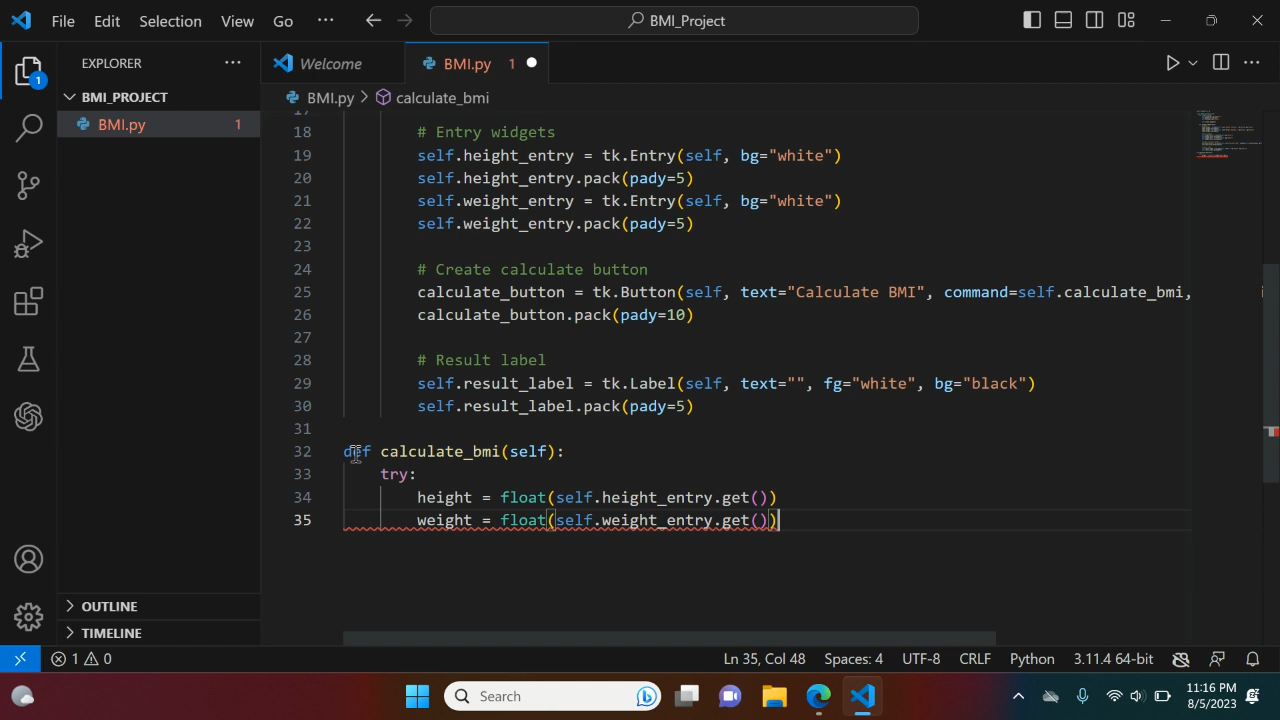 File Edit Selection View Go ··· BMI_Project
EXPLORER ··· Welcome BMI.py 1
BMI_PROJECT BMI.py > calculate_bmi
BMI.py 1
18 # Entry widgets
19 self.height_entry = tk.Entry(self, bg="white")
20 self.height_entry.pack(pady=5)
21 self.weight_entry = tk.Entry(self, bg="white")
22 self.weight_entry.pack(pady=5)
23
24 # Create calculate button
25 calculate_button = tk.Button(self, text="Calculate BMI", command=self.calculate_bmi,
26 calculate_button.pack(pady=10)
27
28 # Result label
29 self.result_label = tk.Label(self, text="", fg="white", bg="black")
30 self.result_label.pack(pady=5)
31
32 def calculate_bmi(self):
33 try:
34 height = float(self.height_entry.get())
35 weight = float(self.weight_entry.get())
1
OUTLINE
TIMELINE
1 0 Ln 35, Col 48 Spaces: 4 UTF-8 CRLF Python 3.11.4 64-bit
Search 11:16 PM
8/5/2023